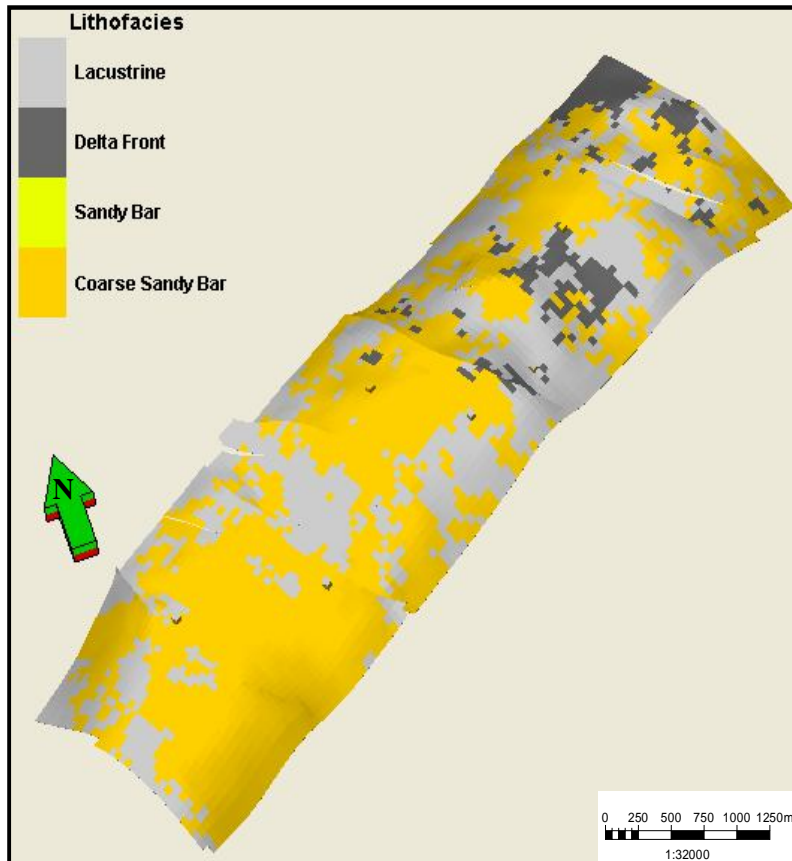 Lithofacies
Lacustrine
Delta Front
Sandy Bar
Coarse Sandy Bar
N
0 250 500 750 1000 1250m
1:32000